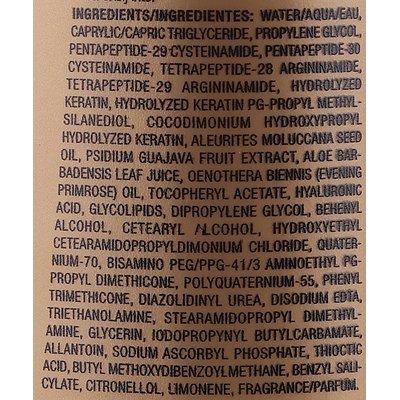 INGREDIENTS/INGREDIENTES: WATER/AQUA/EAU,
CAPRYLIC/CAPRIC TRIGLYCERIDE, PROPYLENE GLYCOL,
PENTAPEPTIDE-29 CYSTEINAMIDE, PENTAPEPTIDE-30
CYSTEINAMIDE, TETRAPEPTIDE-28 ARGININAMIDE,
TETRAPEPTIDE-29 ARGININAMIDE, HYDROLYZED
KERATIN, HYDROLYZED KERATIN PG-PROPYL METHYL-
SILANEDIOL, COCODIMONIUM HYDROXYPROPYL
HYDROLYZED KERATIN, ALEURITES MOLUCCANA SEED
OIL, PSIDIUM GUAJAVA FRUIT EXTRACT, ALOE BAR-
BADENSIS LEAF JUICE, OENOTHERA BIENNIS (EVENING
PRIMROSE) OIL, TOCOPHERYL ACETATE, HYALURONIC
ACID, GLYCOLIPIDS, DIPROPYLENE GLYCOL, BEHENYL
ALCOHOL, CETEARYL ALCOHOL, HYDROXYETHYL
CETEARAMIDOPROPYLDIMONIUM CHLORIDE, QUATER-
NIUM-70, BISAMINO PEG/PPG-41/3 AMINOETHYL PG-
PROPYL DIMETHICONE, POLYQUATERNIUM-55, PHENYL
TRIMETHICONE, DIAZOLIDINYL UREA, DISODIUM EDTA,
TRIETHANOLAMINE, STEARAMIDOPROPYL DIMETHYL-
AMINE, GLYCERIN, IODOPROPYNYL BUTYLCARBAMATE,
ALLANTOIN, SODIUM ASCORBYL PHOSPHATE, THIOCTIC
ACID, BUTYL METHOXYDIBENZOYLMETHANE, BENZYL SALI-
CYLATE, CITRONELLOL, LIMONENE, FRAGRANCE/PARFUM.